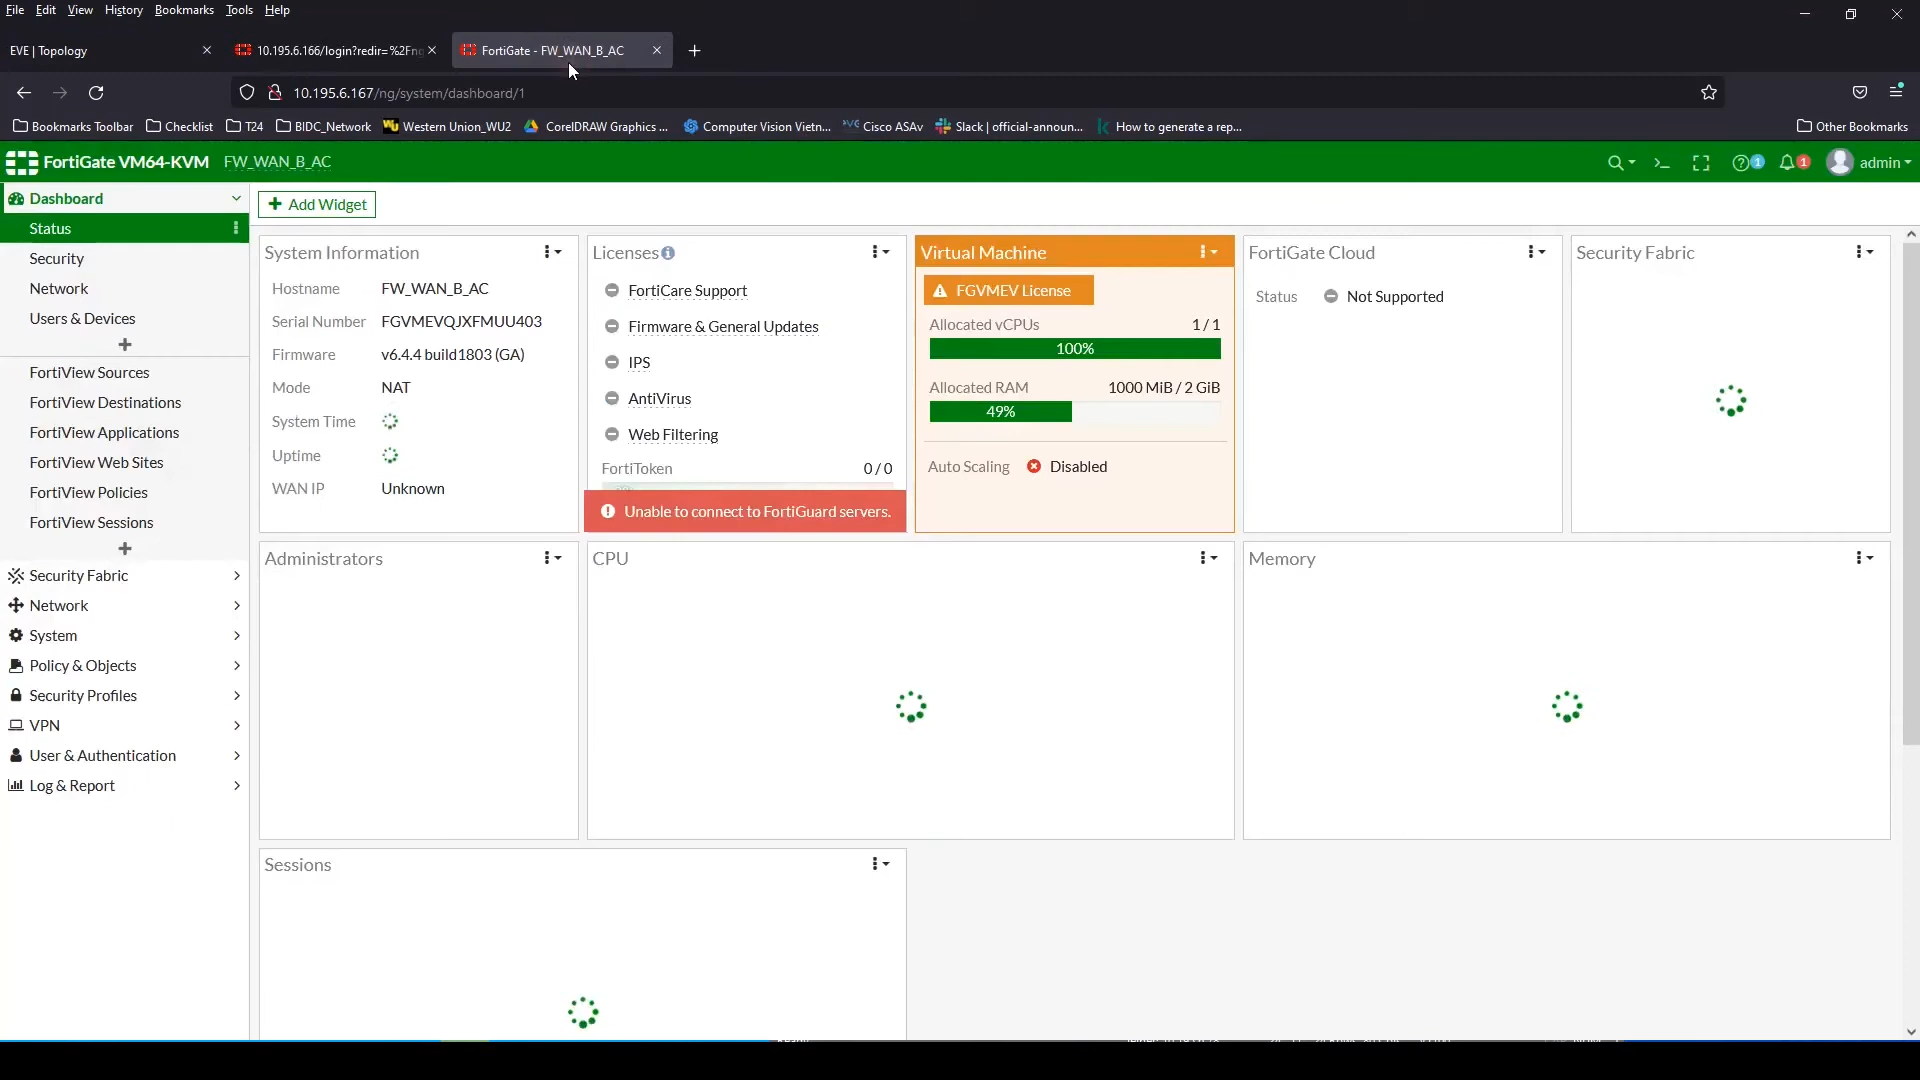 File Edit View History Bookmarks Tools Help
EVE | Topology
10.195.6.166/login?redir=%2Fng
FortiGate - FW_WAN_B_AC
10.195.6.167/ng/system/dashboard/1
Bookmarks Toolbar Checklist T24 BIDC_Network Western Union_WU2 CorelDRAW Graphics ... Computer Vision Vietn... Cisco ASAv Slack | official-announ... How to generate a rep... Other Bookmarks
FortiGate VM64-KVM FW_WAN_B_AC 1 1 admin
Dashboard
Status
Security
Network
Users & Devices
FortiView Sources
FortiView Destinations
FortiView Applications
FortiView Web Sites
FortiView Policies
FortiView Sessions
Security Fabric
Network
System
Policy & Objects
Security Profiles
VPN
User & Authentication
Log & Report
Add Widget
System Information
Hostname FW_WAN_B_AC
Serial Number FGVMEVQJXFMUU403
Firmware v6.4.4 build1803 (GA)
Mode NAT
System Time
Uptime
WAN IP Unknown
Licenses
FortiCare Support
Firmware & General Updates
IPS
AntiVirus
Web Filtering
FortiToken 0 / 0
Unable to connect to FortiGuard servers.
Virtual Machine
FGVMEV License
Allocated vCPUs 1 / 1
100%
Allocated RAM 1000 MiB / 2 GiB
49%
Auto Scaling Disabled
FortiGate Cloud
Status Not Supported
Security Fabric
Administrators
CPU
Memory
Sessions